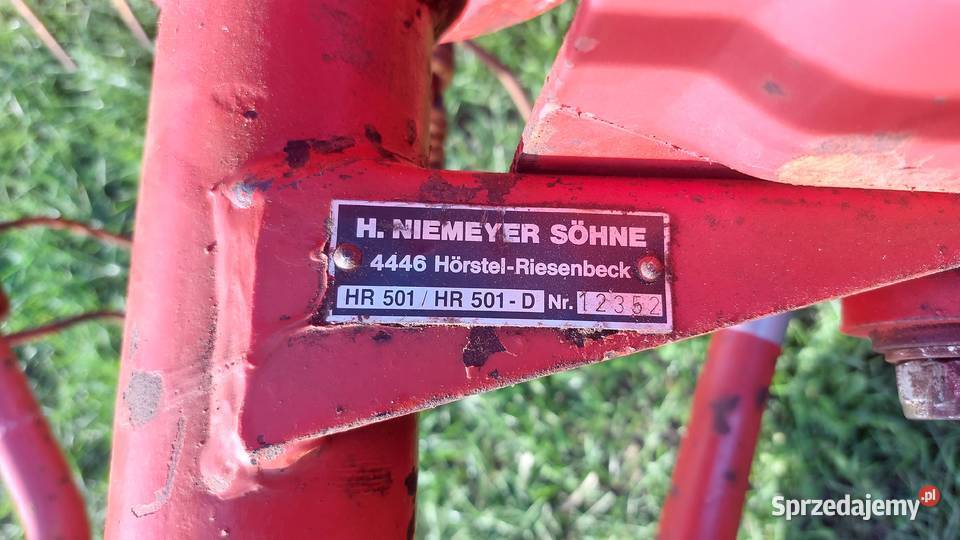 H. NIEMEYER SÖHNE
4446 Hörstel-Riesenbeck
HR 501 / HR 501-D Nr. 12352
Sprzedajemy.pl